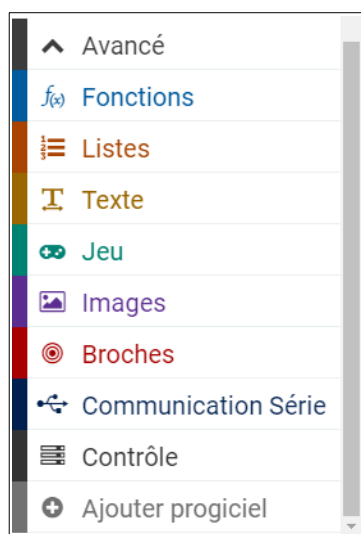 Avancé
f(x) Fonctions
Listes
Texte
Jeu
Images
Broches
Communication Série
Contrôle
Ajouter progiciel